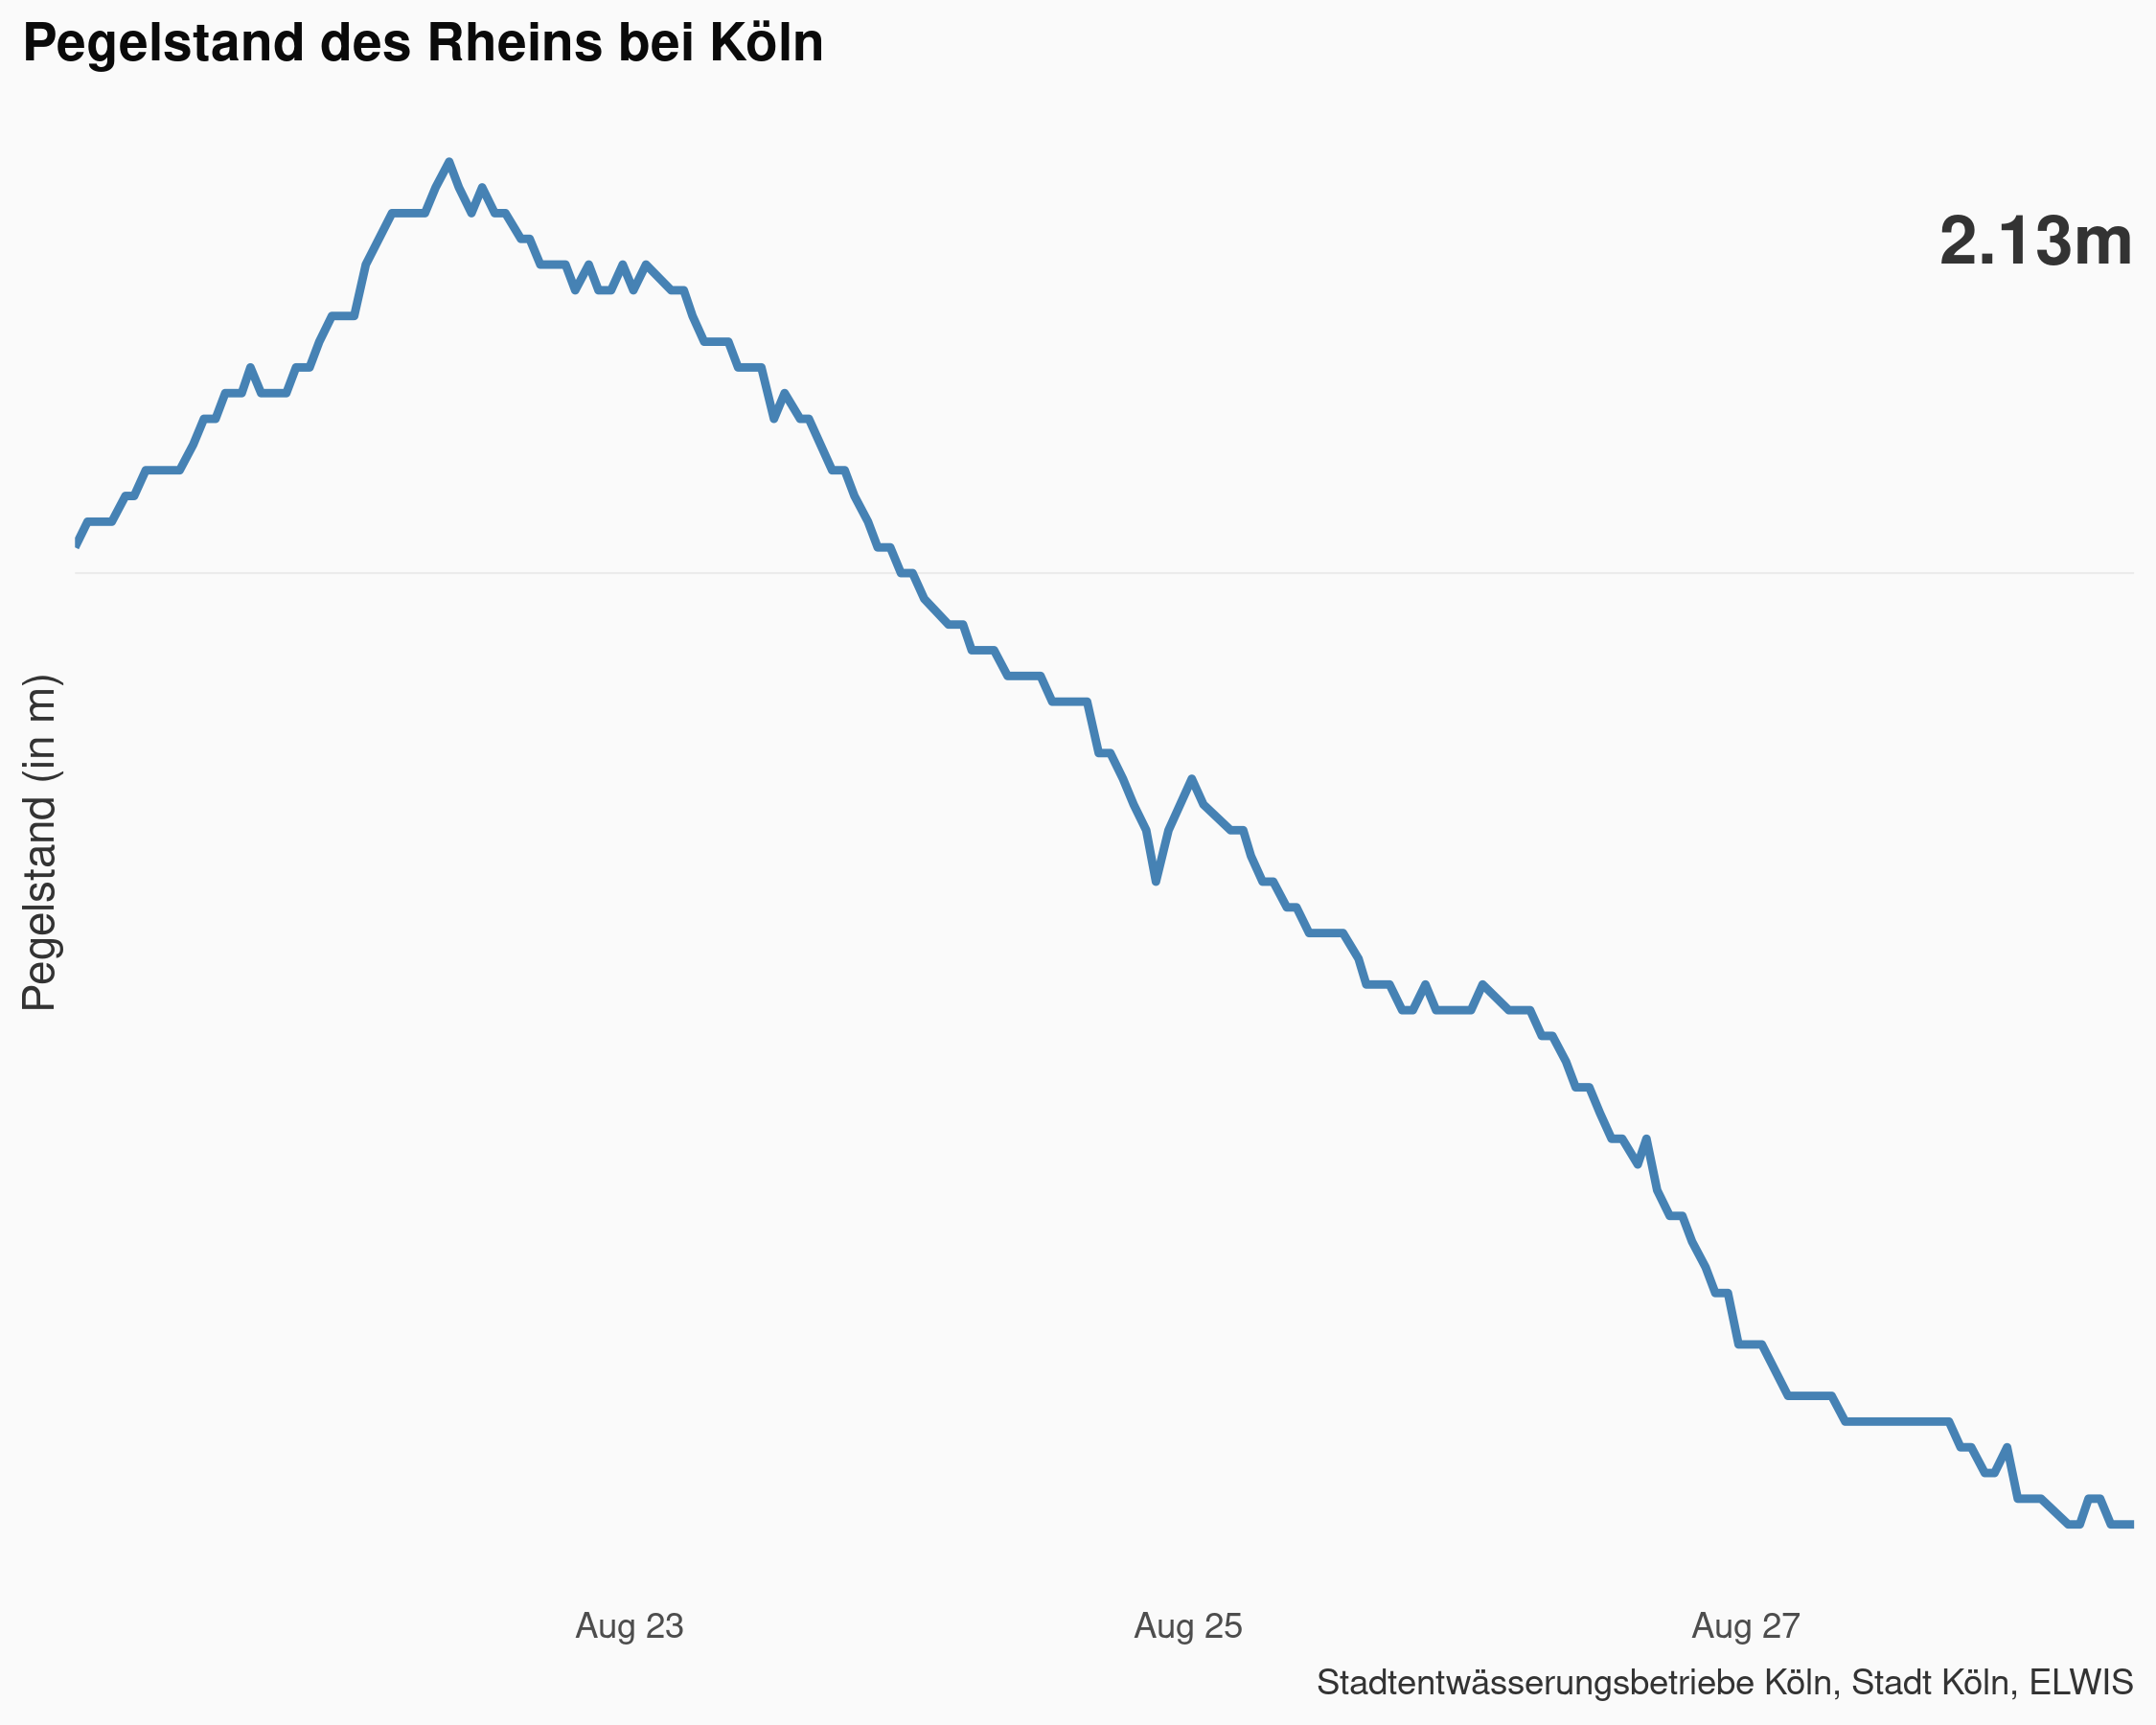 Pegelstand des Rheins bei Köln
2.13m
Pegelstand (in m)
Aug 23
Aug 25
Aug 27
Stadtentwässerungsbetriebe Köln, Stadt Köln, ELWIS